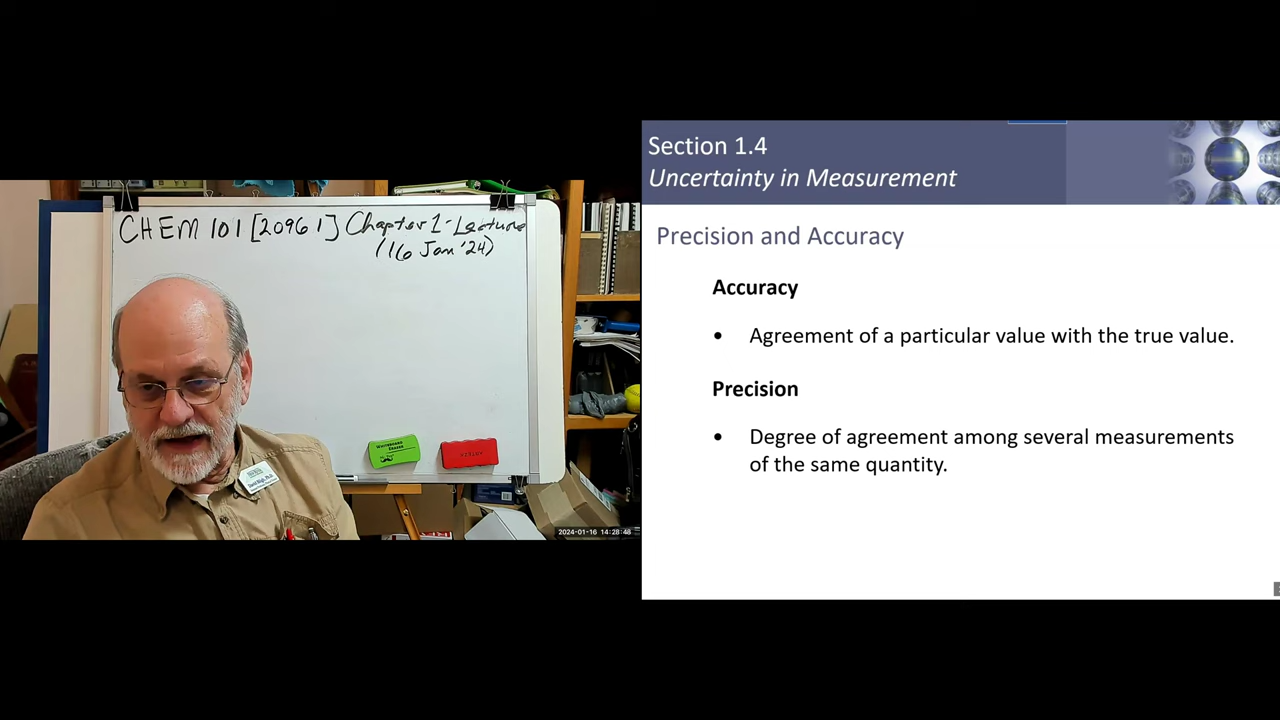 CHEM 101 [20961] Chapter 1 - Lecture
(16 Jan '24)
WHITEBOARD
ERASER
2024-01-16 14:28:48
Section 1.4
Uncertainty in Measurement
Precision and Accuracy
Accuracy
• Agreement of a particular value with the true value.
Precision
• Degree of agreement among several measurements
of the same quantity.